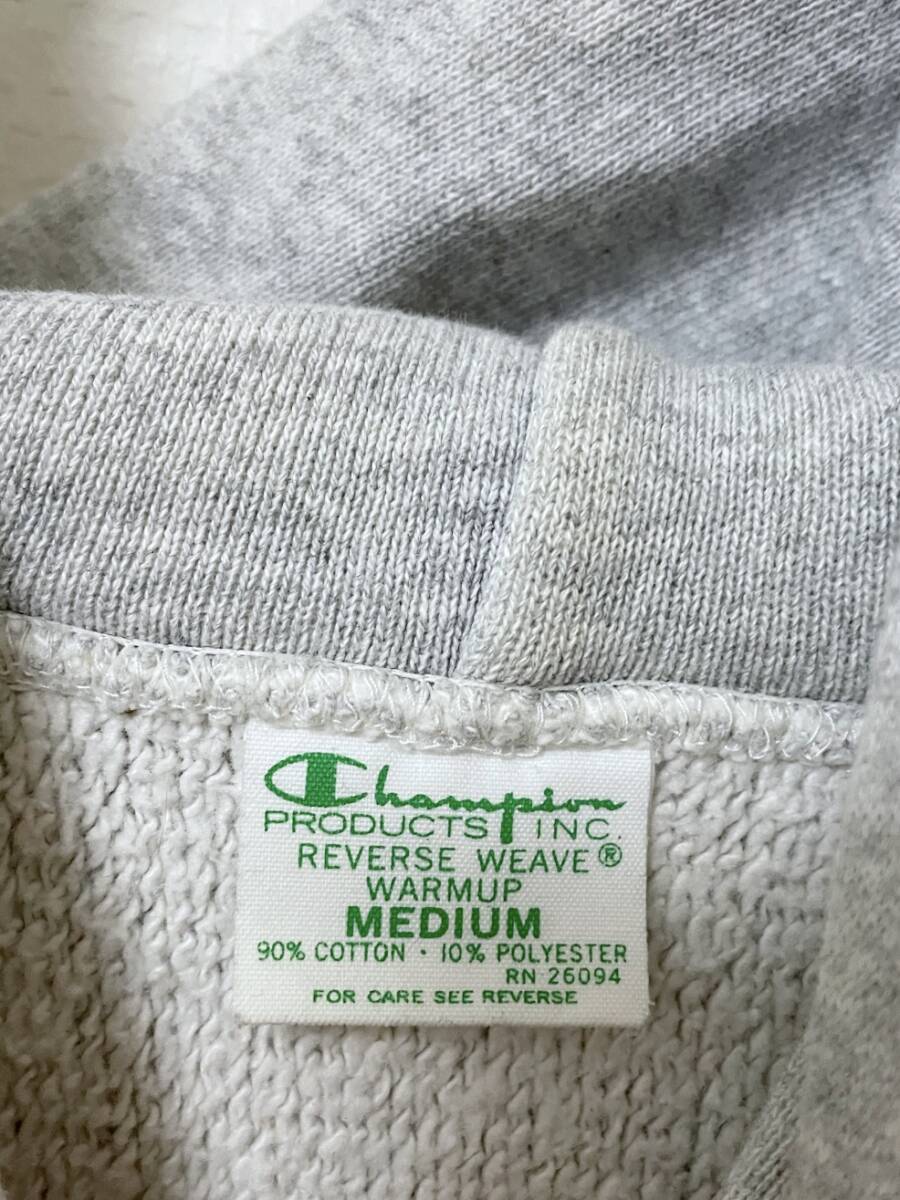 Champion
PRODUCTS INC.
REVERSE WEAVE®
WARMUP
MEDIUM
90% COTTON · 10% POLYESTER
RN 26094
FOR CARE SEE REVERSE